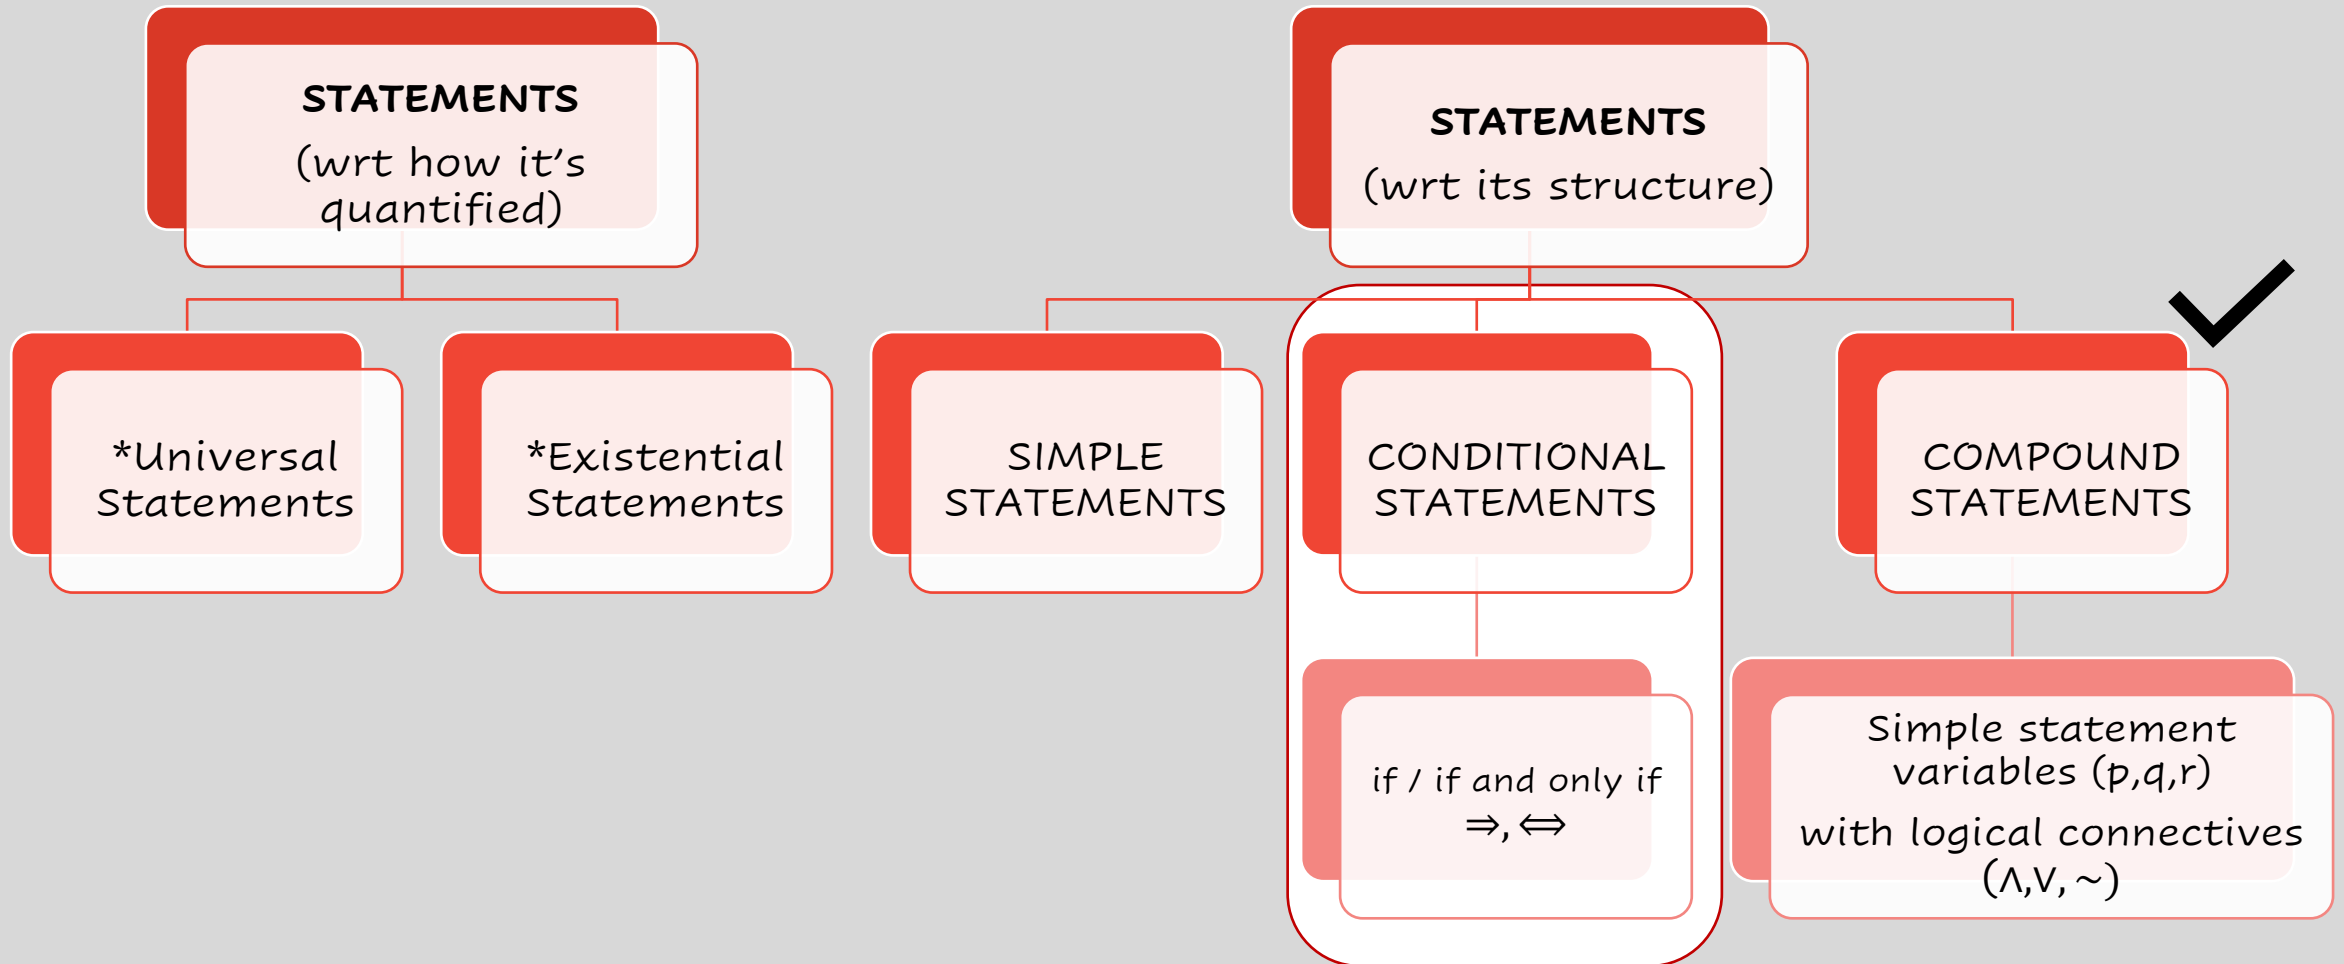 STATEMENTS
(wrt how it's
quantified)
STATEMENTS
(wrt its structure)
*Universal
Statements
*Existential
Statements
SIMPLE
STATEMENTS
CONDITIONAL
STATEMENTS
COMPOUND
STATEMENTS
if / if and only if
⇒, ⟺
Simple statement
variables (p,q,r)
with logical connectives
(Λ,V, ~)